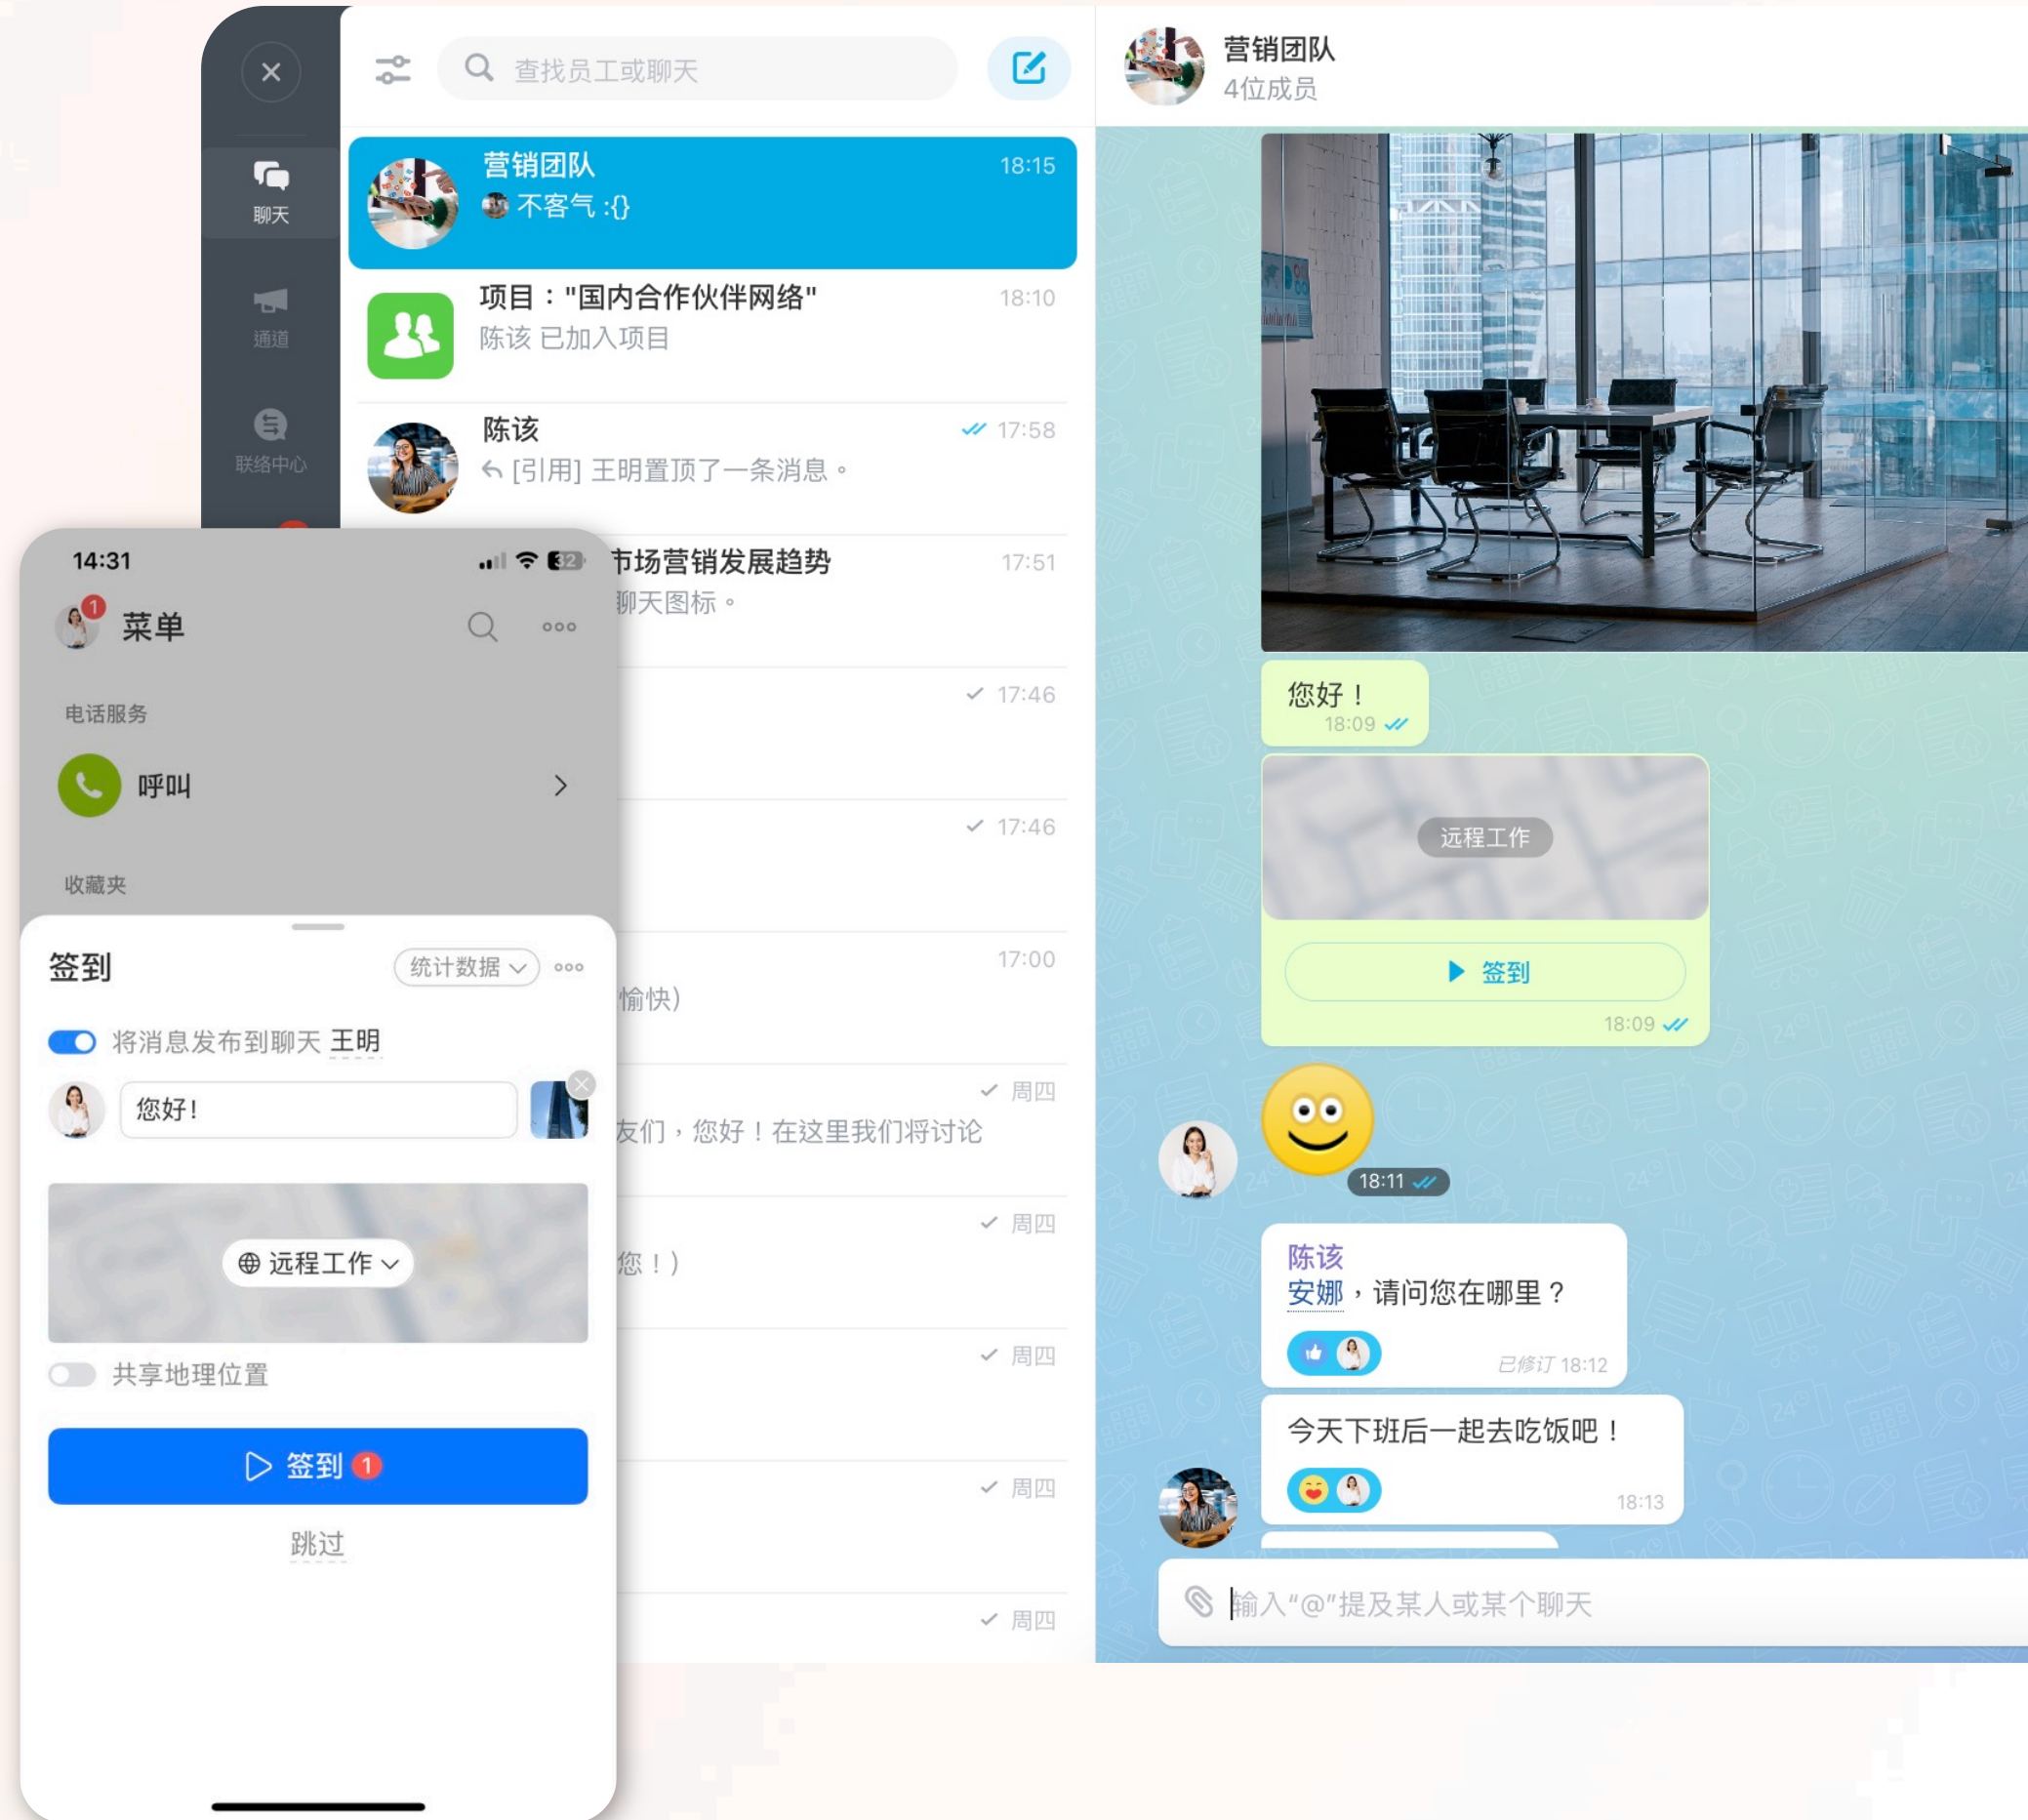 查找员工或聊天
聊天
通道
联络中心
营销团队
18:15
不客气 :{}
项目："国内合作伙伴网络"
18:10
陈该 已加入项目
陈该
17:58
[引用] 王明置顶了一条消息。
市场营销发展趋势
17:51
聊天图标。
17:46
17:46
17:00
愉快)
周四
友们，您好！在这里我们将讨论
周四
您！)
周四
周四
周四
14:31
32
1
菜单
电话服务
呼叫
收藏夹
签到
统计数据
将消息发布到聊天 王明
您好!
远程工作
共享地理位置
签到 1
跳过
营销团队
4位成员
您好！
18:09
远程工作
签到
18:09
18:11
陈该
安娜，请问您在哪里？
已修订 18:12
今天下班后一起去吃饭吧！
18:13
输入“@”提及某人或某个聊天